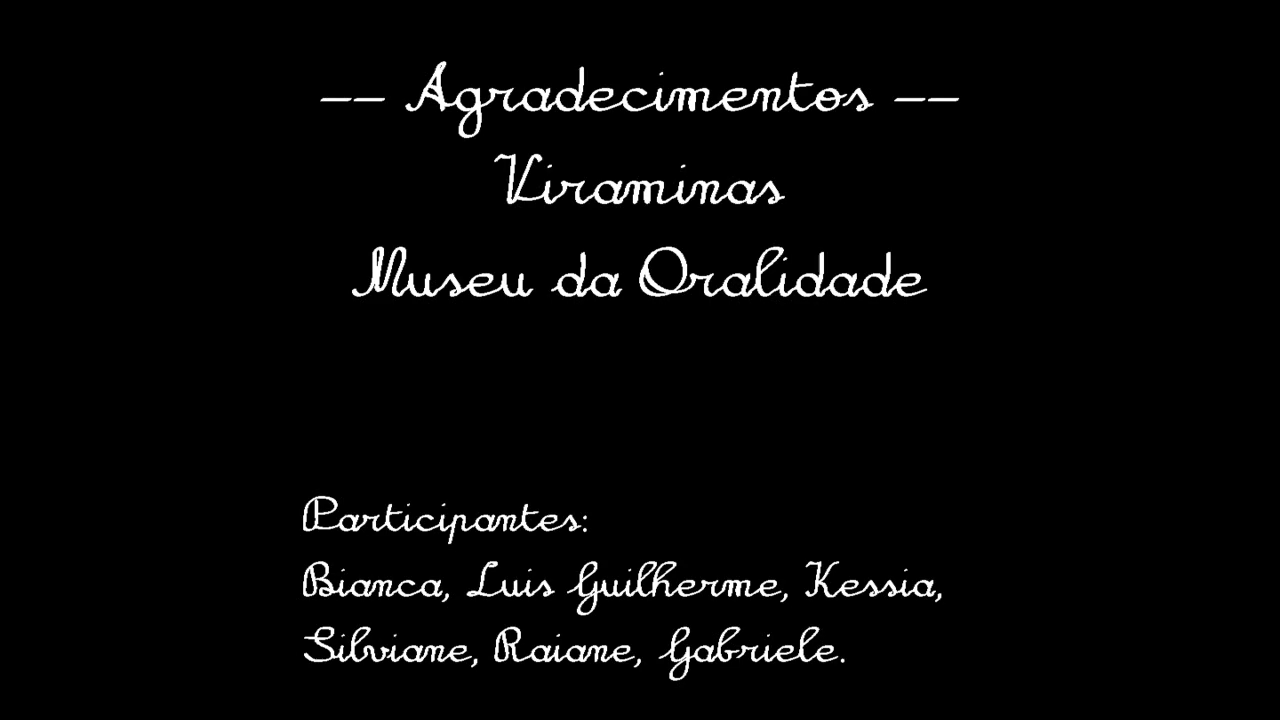 -- Agradecimentos --
Viraminas
Museu da Oralidade
Participantes:
Bianca, Luis Guilherme, Kessia,
Silviane, Raiane, Gabriele.